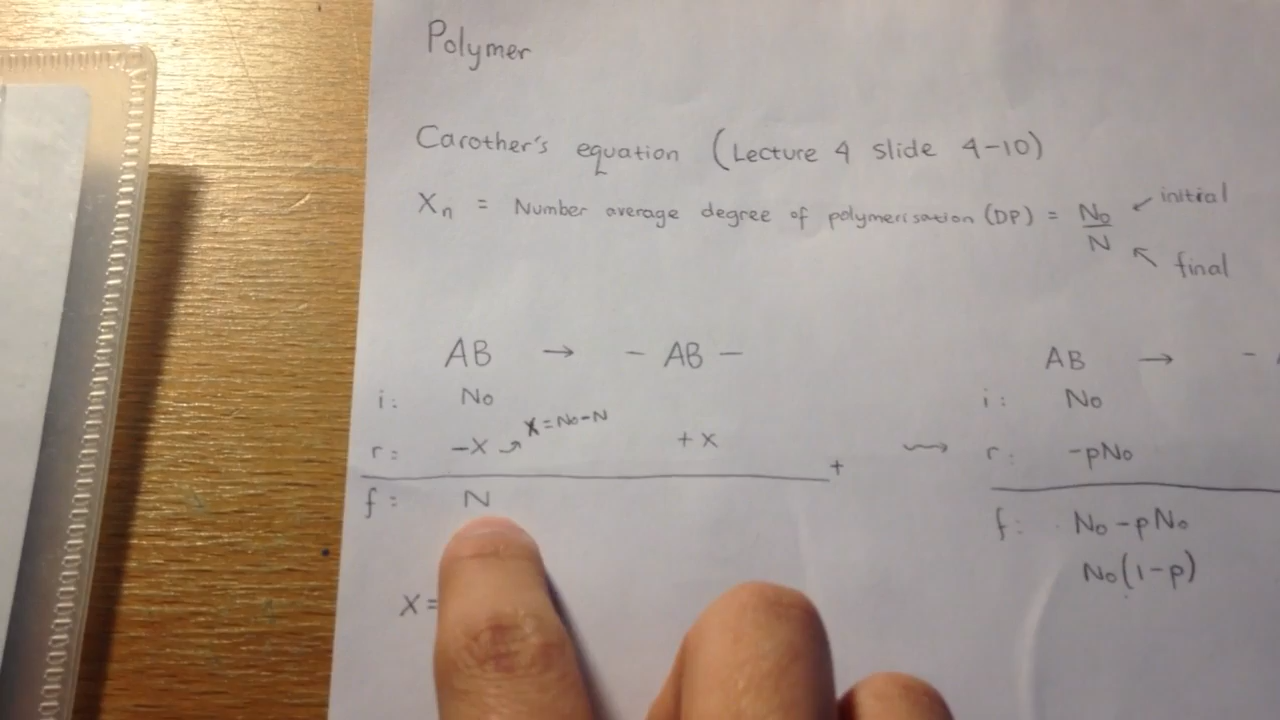 Polymer
Carother's equation (Lecture 4 slide 4-10)
Xn = Number average degree of polymerisation (DP) = No/N
initial
final
AB → - AB -
i: No
r: -X X = No-N +X
+
f: N
X =
AB → -
i: No
r: -pNo
f: No-pNo
No(1-p)